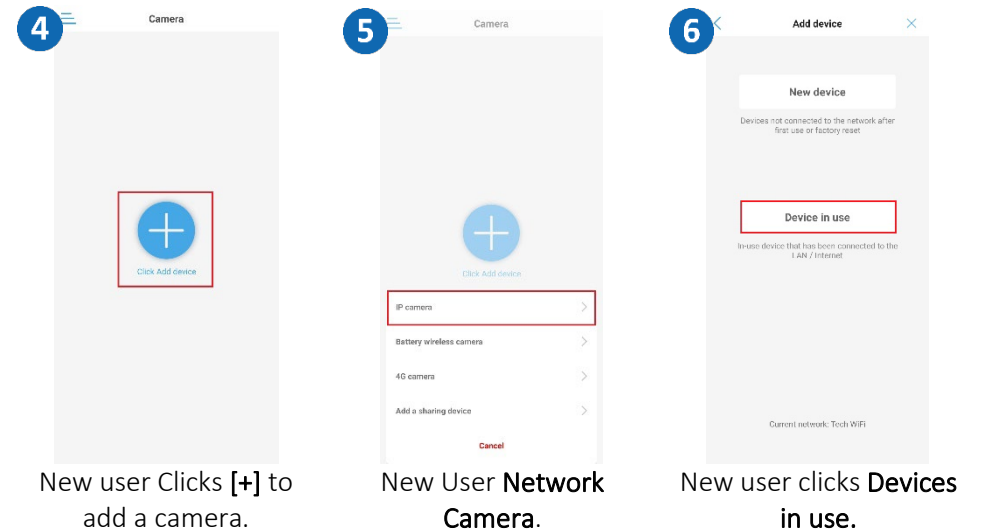 4
Camera
Click Add device
New user Clicks [+] to
add a camera.
5
Camera
Click Add device
IP camera
Battery wireless camera
4G camera
Add a sharing device
Cancel
New User Network
Camera.
6
Add device
New device
Devices not connected to the network after
first use or factory reset
Device in use
In-use device that has been connected to the
LAN / Internet
Current network: Tech WiFi
New user clicks Devices
in use.